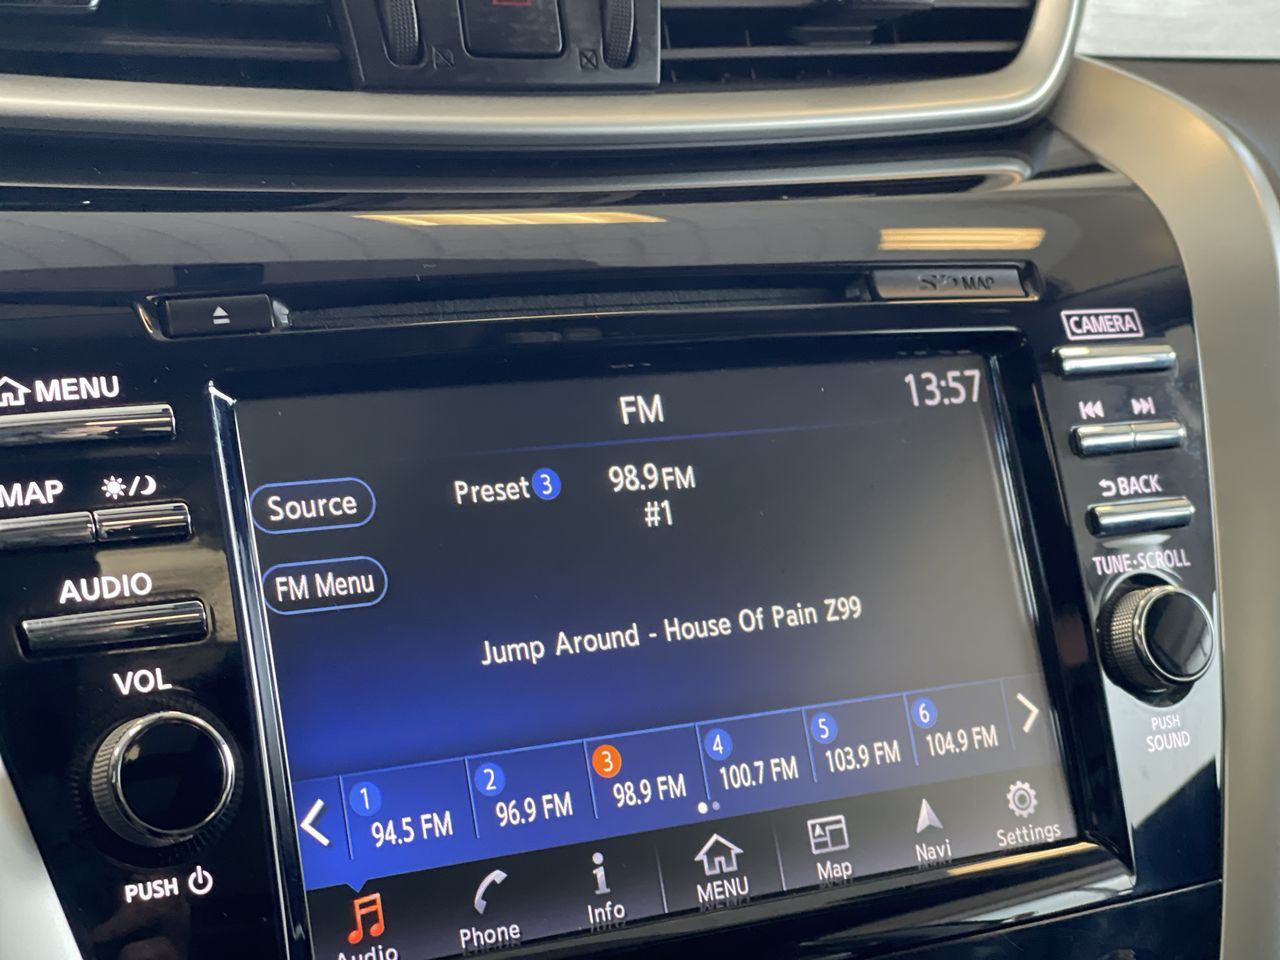 SD MAP
CAMERA
MENU
FM
13:57
Source
Preset 3
98.9 FM
#1
MAP
BACK
FM Menu
AUDIO
TUNE·SCROLL
Jump Around - House Of Pain Z99
VOL
PUSH
SOUND
1
94.5 FM
2
96.9 FM
3
98.9 FM
4
100.7 FM
5
103.9 FM
6
104.9 FM
PUSH
Audio
Phone
Info
MENU
Map
Navi
Settings